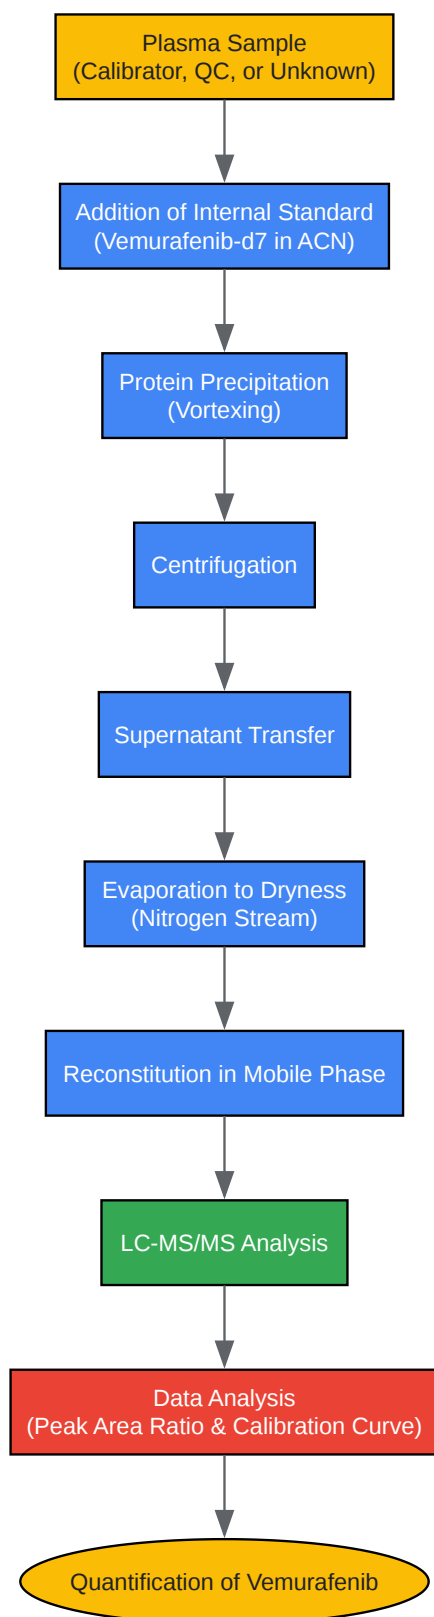 Plasma Sample
(Calibrator, QC, or Unknown)
Addition of Internal Standard
(Vemurafenib-d7 in ACN)
Protein Precipitation
(Vortexing)
Centrifugation
Supernatant Transfer
Evaporation to Dryness
(Nitrogen Stream)
Reconstitution in Mobile Phase
LC-MS/MS Analysis
Data Analysis
(Peak Area Ratio & Calibration Curve)
Quantification of Vemurafenib